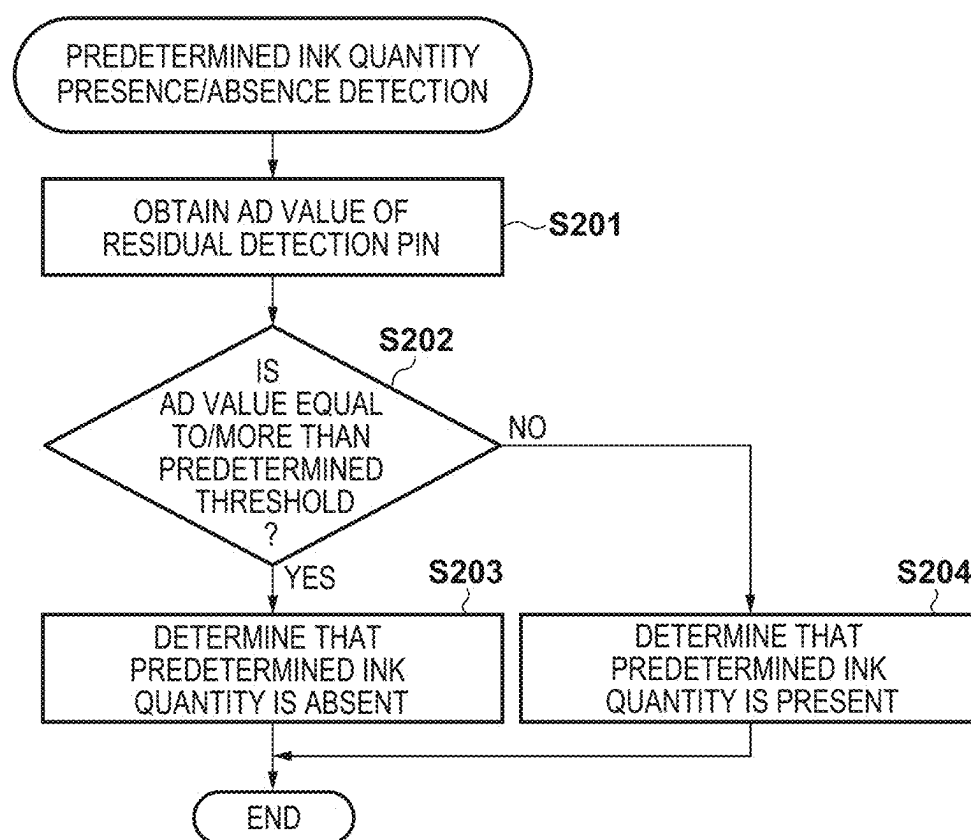 PREDETERMINED INK QUANTITY
PRESENCE/ABSENCE DETECTION
OBTAIN AD VALUE OF
RESIDUAL DETECTION PIN
S201
S202
IS
AD VALUE EQUAL
TO/MORE THAN
PREDETERMINED
THRESHOLD
?
NO
YES
S203
DETERMINE THAT
PREDETERMINED INK
QUANTITY IS ABSENT
S204
DETERMINE THAT
PREDETERMINED INK
QUANTITY IS PRESENT
END